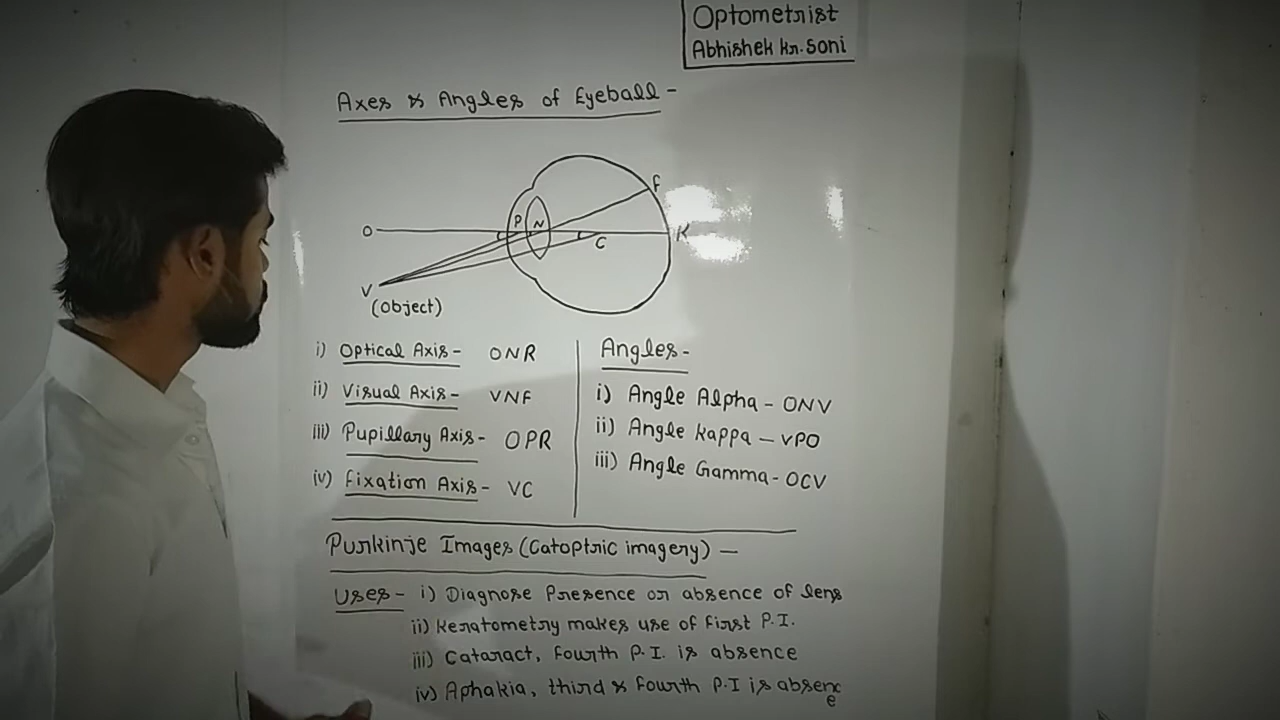 Optometrist
Abhishek kr. Soni
Axes & Angles of Eyeball -
F
O P N C R
V
(Object)
i) Optical Axis - ONR
ii) Visual Axis - VNF
iii) Pupillary Axis - OPR
iv) Fixation Axis - VC
Angles -
i) Angle Alpha - ONV
ii) Angle Kappa - VPO
iii) Angle Gamma - OCV
Purkinje Images (Catoptric imagery) -
Uses - i) Diagnose Presence or absence of lens
ii) Keratometry makes use of first P.I.
iii) Cataract, Fourth P.I. is absence
iv) Aphakia, third & fourth P.I is absence